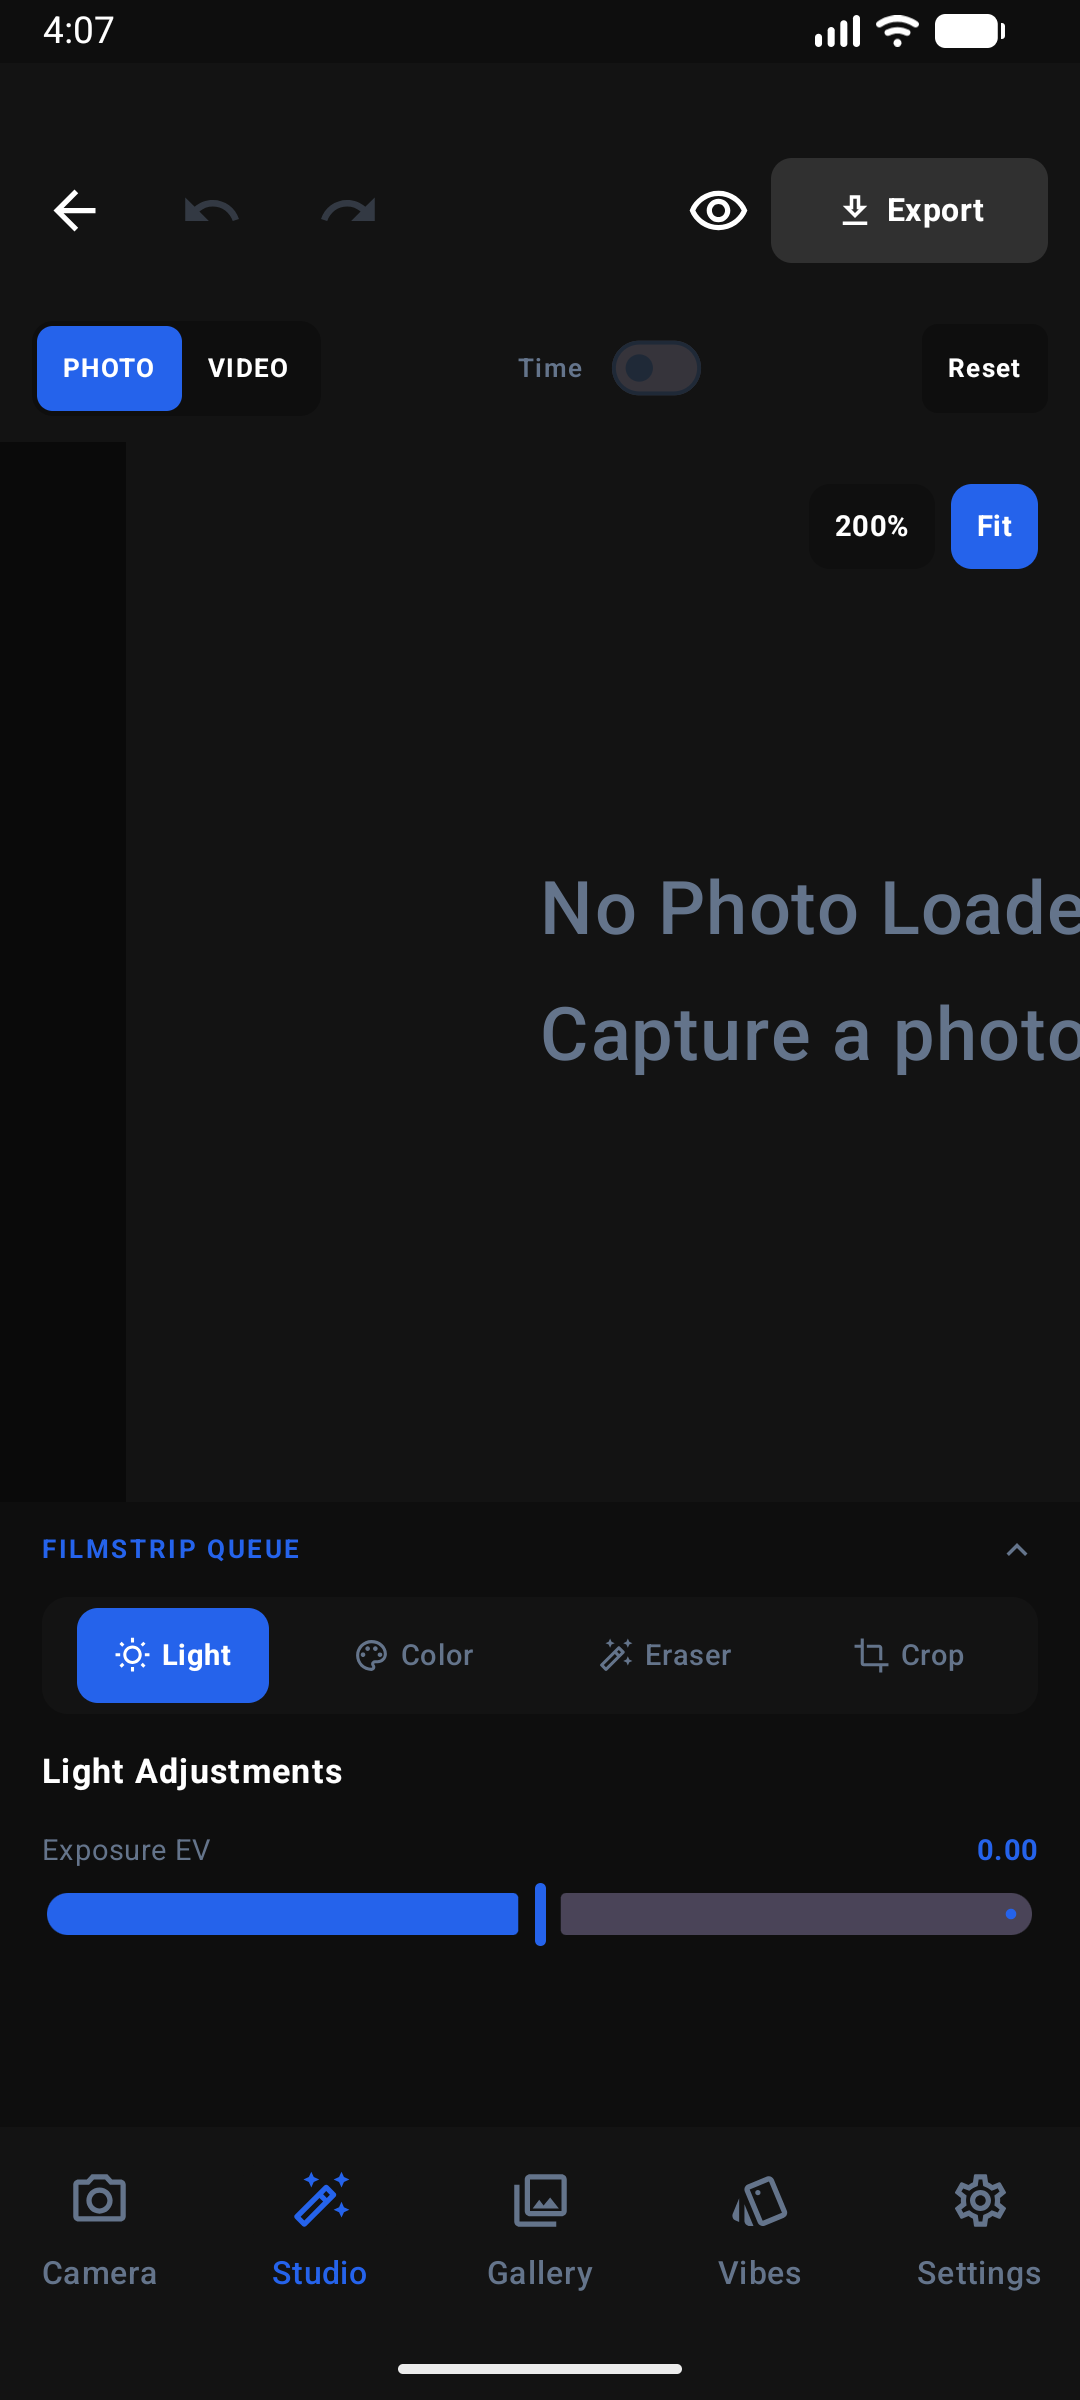 4:07
Export
PHOTO VIDEO Time Reset
200% Fit
No Photo Loade
Capture a photo
FILMSTRIP QUEUE
Light Color Eraser Crop
Light Adjustments
Exposure EV 0.00
Camera Studio Gallery Vibes Settings